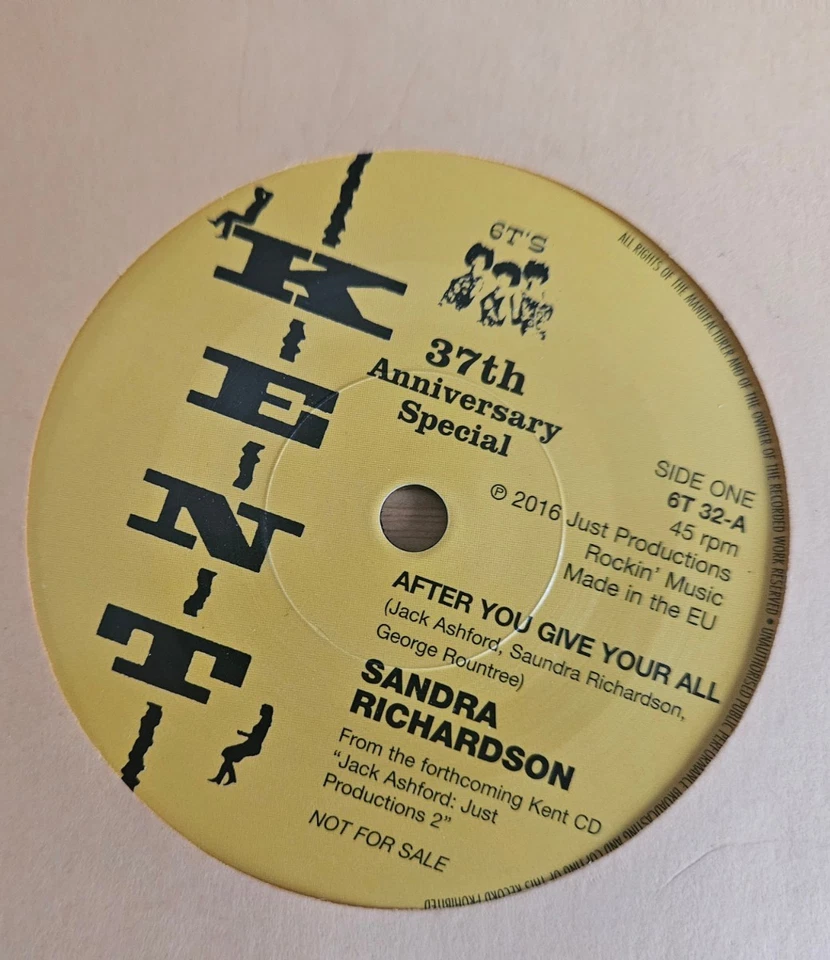 KENT
6T'S
37th
Anniversary
Special
SIDE ONE
6T 32-A
45 rpm
℗ 2016 Just Productions
Rockin' Music
Made in the EU
AFTER YOU GIVE YOUR ALL
(Jack Ashford, Saundra Richardson,
George Rountree)
SANDRA
RICHARDSON
From the forthcoming Kent CD
"Jack Ashford: Just
Productions 2"
NOT FOR SALE
ALL RIGHTS OF THE MANUFACTURER AND OF THE OWNER OF THE RECORDED WORK RESERVED • UNAUTHORISED PUBLIC PERFORMANCE BROADCASTING AND COPYING OF THIS RECORD PROHIBITED